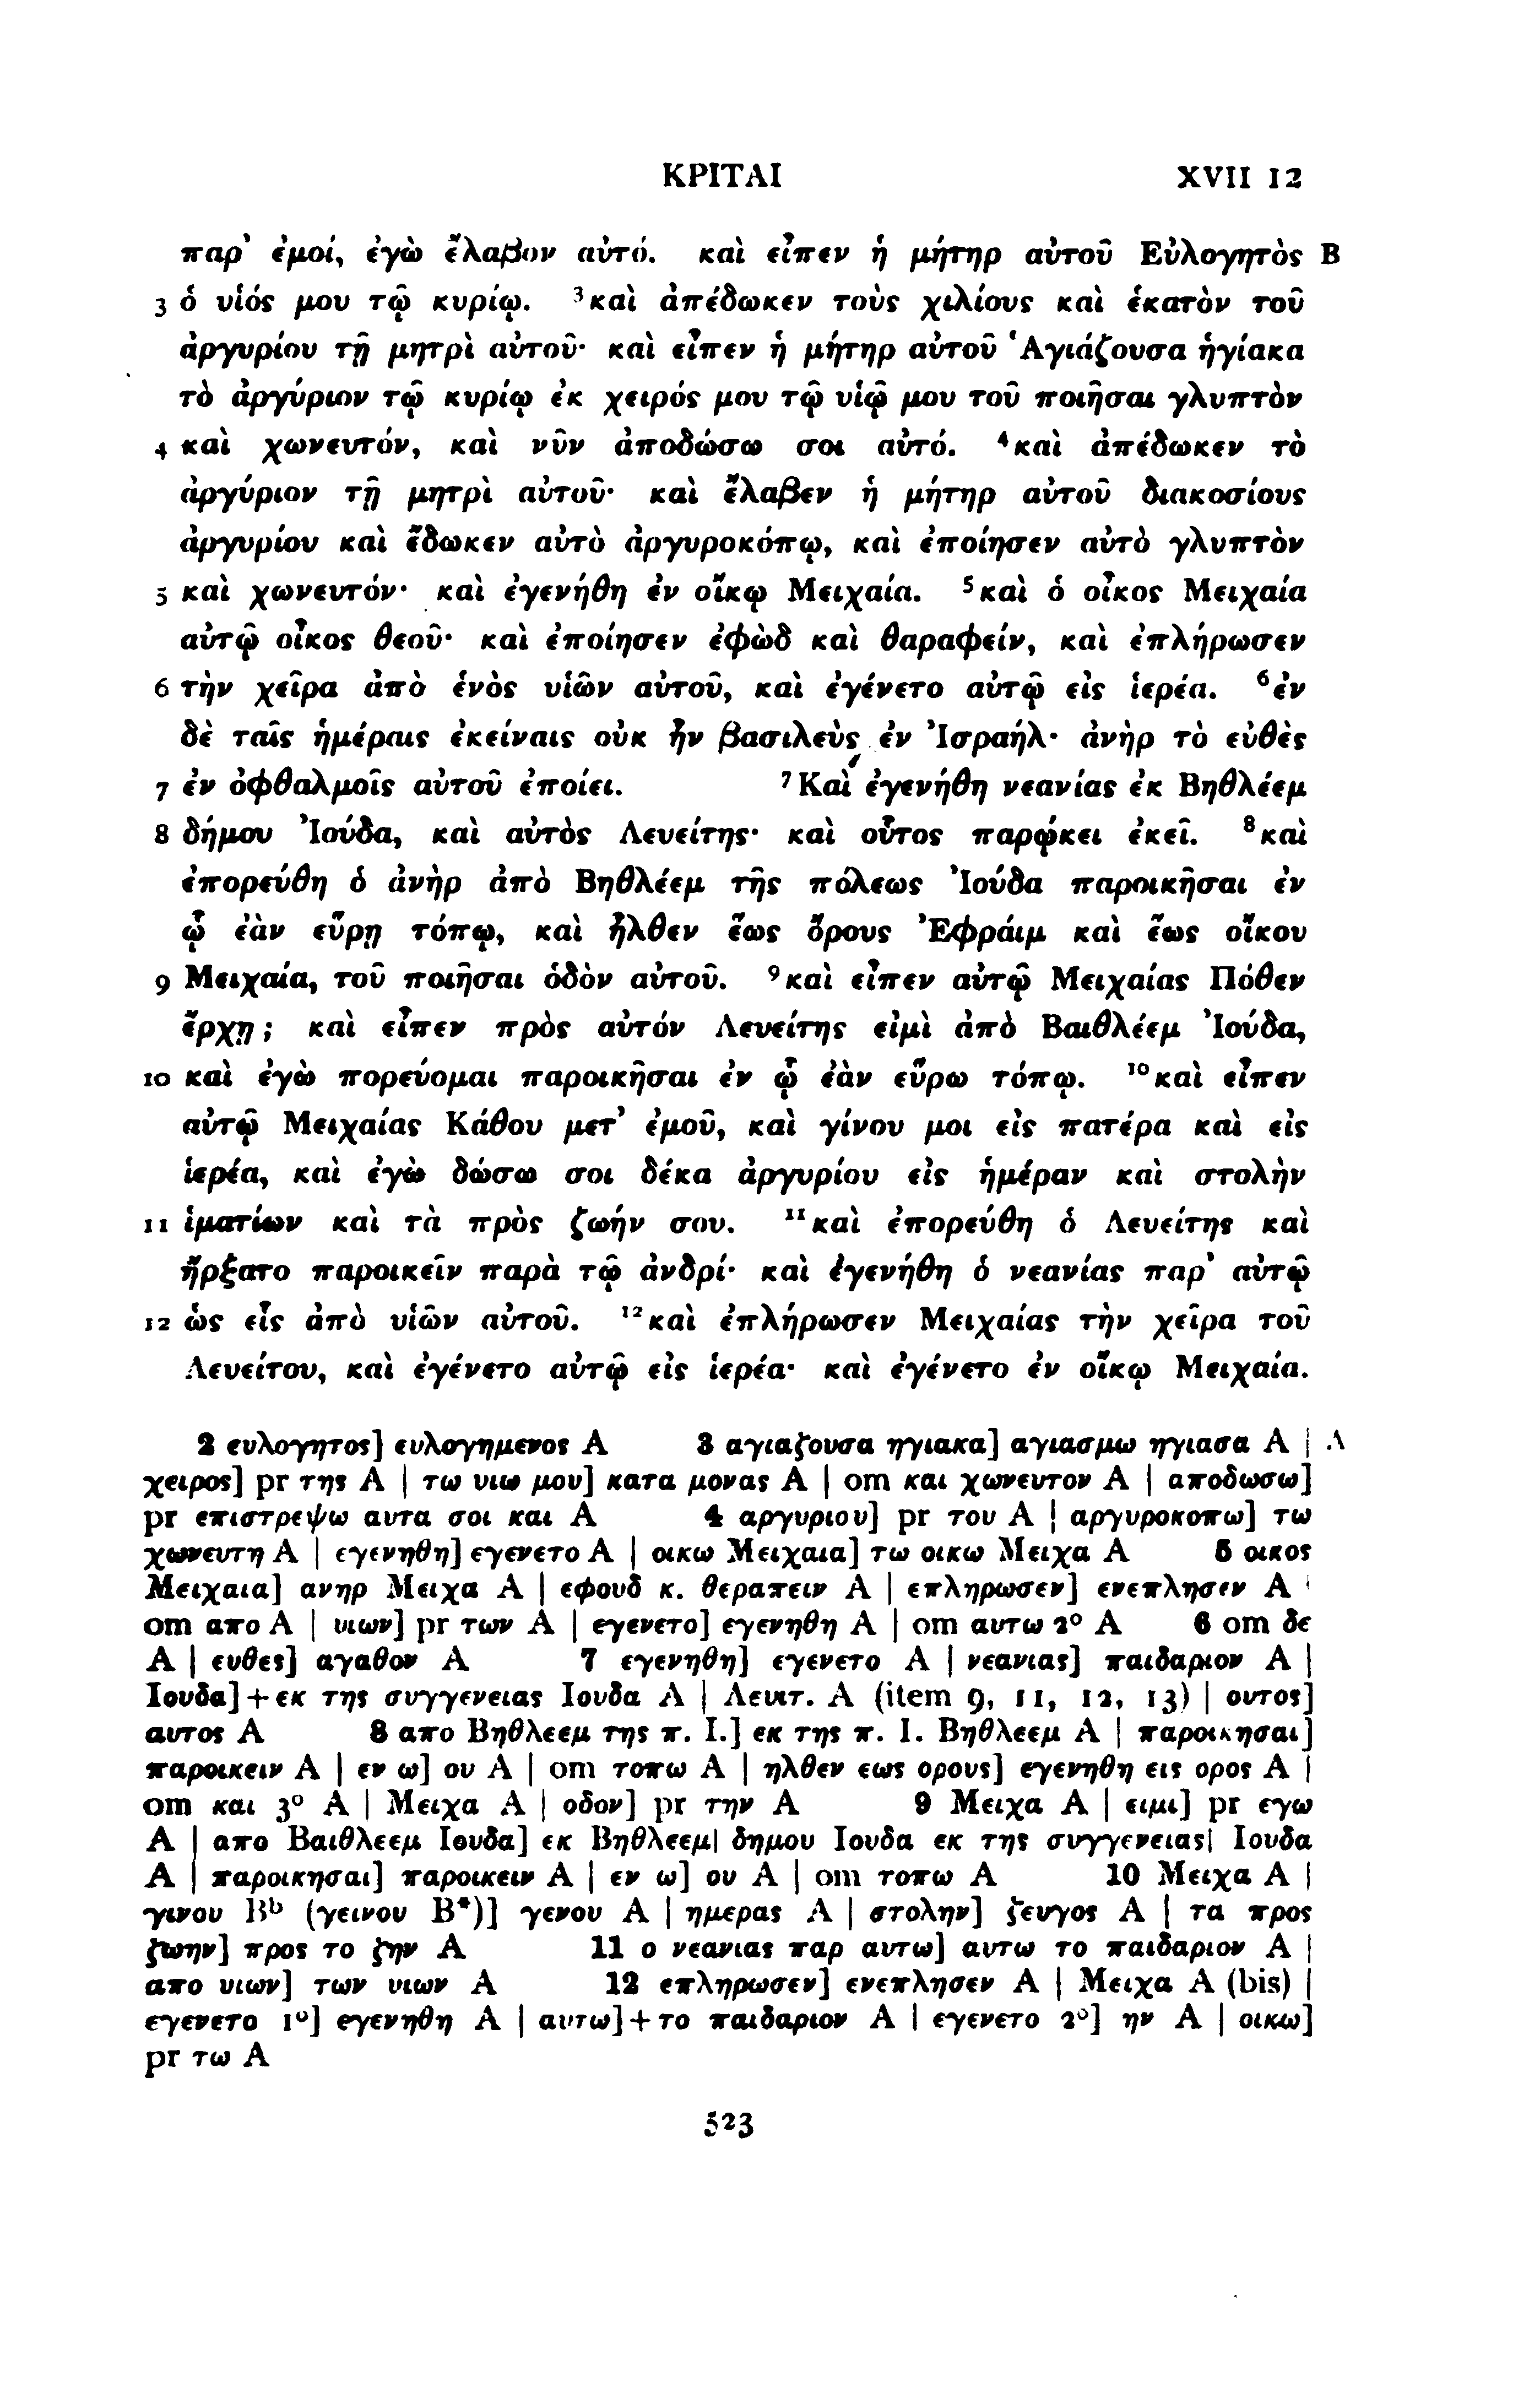 ΚΡΙΤΑΙ XVII 12
παρ' ἐμοί, ἐγὼ ἔλαβον αὐτό. καὶ εἶπεν ἡ μήτηρ αὐτοῦ Εὐλογητὸς B
3 ὁ υἱός μου τῷ κυρίῳ. ³καὶ ἀπέδωκεν τοὺς χιλίους καὶ ἑκατὸν τοῦ
ἀργυρίου τῇ μητρὶ αὐτοῦ· καὶ εἶπεν ἡ μήτηρ αὐτοῦ Ἁγιάζουσα ἡγίακα
τὸ ἀργύριον τῷ κυρίῳ ἐκ χειρός μου τῷ υἱῷ μου τοῦ ποιῆσαι γλυπτὸν
4 καὶ χωνευτόν, καὶ νῦν ἀποδώσω σοι αὐτό. ⁴καὶ ἀπέδωκεν τὸ
ἀργύριον τῇ μητρὶ αὐτοῦ· καὶ ἔλαβεν ἡ μήτηρ αὐτοῦ διακοσίους
ἀργυρίου καὶ ἔδωκεν αὐτὸ ἀργυροκόπῳ, καὶ ἐποίησεν αὐτὸ γλυπτὸν
5 καὶ χωνευτόν· καὶ ἐγενήθη ἐν οἴκῳ Μειχαία. ⁵καὶ ὁ οἶκος Μειχαία
αὐτῷ οἶκος θεοῦ· καὶ ἐποίησεν ἐφὼδ καὶ θαραφείν, καὶ ἐπλήρωσεν
6 τὴν χεῖρα ἀπὸ ἑνὸς υἱῶν αὐτοῦ, καὶ ἐγένετο αὐτῷ εἰς ἱερέα. ⁶ἐν
δὲ ταῖς ἡμέραις ἐκείναις οὐκ ἦν βασιλεὺς ἐν Ἰσραήλ· ἀνὴρ τὸ εὐθὲς
7 ἐν ὀφθαλμοῖς αὐτοῦ ἐποίει. ⁷Καὶ ἐγενήθη νεανίας ἐκ Βηθλέεμ
8 δήμου Ἰούδα, καὶ αὐτὸς Λευείτης· καὶ οὗτος παρῴκει ἐκεῖ. ⁸καὶ
ἐπορεύθη ὁ ἀνὴρ ἀπὸ Βηθλέεμ τῆς πόλεως Ἰούδα παροικῆσαι ἐν
ᾧ ἐὰν εὕρῃ τόπῳ, καὶ ἦλθεν ἕως ὄρους Ἐφράιμ καὶ ἕως οἴκου
9 Μειχαία, τοῦ ποιῆσαι ὁδὸν αὐτοῦ. ⁹καὶ εἶπεν αὐτῷ Μειχαίας Πόθεν
ἔρχῃ; καὶ εἶπεν πρὸς αὐτόν Λευείτης εἰμὶ ἀπὸ Βαιθλέεμ Ἰούδα,
10 καὶ ἐγὼ πορεύομαι παροικῆσαι ἐν ᾧ ἐὰν εὕρω τόπῳ. ¹⁰καὶ εἶπεν
αὐτῷ Μειχαίας Κάθου μετ' ἐμοῦ, καὶ γίνου μοι εἰς πατέρα καὶ εἰς
ἱερέα, καὶ ἐγὼ δώσω σοι δέκα ἀργυρίου εἰς ἡμέραν καὶ στολὴν
11 ἱματίων καὶ τὰ πρὸς ζωήν σου. ¹¹καὶ ἐπορεύθη ὁ Λευείτης καὶ
ἤρξατο παροικεῖν παρὰ τῷ ἀνδρί· καὶ ἐγενήθη ὁ νεανίας παρ' αὐτῷ
12 ὡς εἷς ἀπὸ υἱῶν αὐτοῦ. ¹²καὶ ἐπλήρωσεν Μειχαίας τὴν χεῖρα τοῦ
Λευείτου, καὶ ἐγένετο αὐτῷ εἰς ἱερέα· καὶ ἐγένετο ἐν οἴκῳ Μειχαία.
2 ευλογητος] ευλογημενος A 3 αγιαζουσα ηγιακα] αγιασμω ηγιασα A | A
χειρος] pr της A | τω υιω μου] κατα μονας A | om και χωνευτον A | αποδωσω]
pr επιστρεψω αυτα σοι και A 4 αργυριου] pr του A | αργυροκοπω] τω
χωνευτη A | εγενηθη] εγενετο A | οικω Μειχαια] τω οικω Μειχα A 5 οικος
Μειχαια] ανηρ Μειχα A | εφουδ κ. θεραπειν A | επληρωσεν] ενεπλησεν A |
om απο A | υιων] pr των A | εγενετο] εγενηθη A | om αυτω 2° A 6 om δε
A | ευθες] αγαθον A 7 εγενηθη] εγενετο A | νεανιας] παιδαριον A |
Ιουδα]+εκ της συγγενειας Ιουδα A | Λευιτ. A (item 9, 11, 12, 13) | ουτος]
αυτος A 8 απο Βηθλεεμ της π. Ι.] εκ της π. Ι. Βηθλεεμ A | παροικησαι]
παροικειν A | εν ω] ου A | om τοπω A | ηλθεν εως ορους] εγενηθη εις ορος A |
om και 3° A | Μειχα A | οδον] pr την A 9 Μειχα A | ειμι] pr εγω
A | απο Βαιθλεεμ Ιουδα] εκ Βηθλεεμ| δημου Ιουδα εκ της συγγενειας| Ιουδα
A | παροικησαι] παροικειν A | εν ω] ου A | om τοπω A 10 Μειχα A |
γινου Bᵇ (γεινου B*)] γενου A | ημερας A | στολην] ζευγος A | τα προς
ζωην] προς το ζην A 11 ο νεανιας παρ αυτω] αυτω το παιδαριον A |
απο υιων] των υιων A 12 επληρωσεν] ενεπλησεν A | Μειχα A (bis) |
εγενετο 1°] εγενηθη A | αυτω]+το παιδαριον A | εγενετο 2°] ην A | οικω]
pr τω A
523